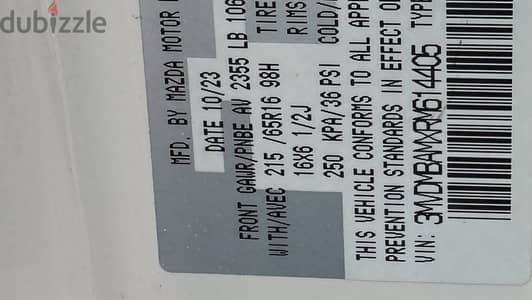 dubizzle
MFD. BY MAZDA MOTOR
DATE 10/23
FRONT GAWR/PNBE AV 2355 LB 106
WITH/AVEC 215 /65R16 98H TIRE
16X6 1/2J RIMS
250 KPA/36 PSI COLD/
THIS VEHICLE CONFORMS TO ALL APP
PREVENTION STANDARDS IN EFFECT O
VIN: 3MVDMBAMXRM614405 TYPE